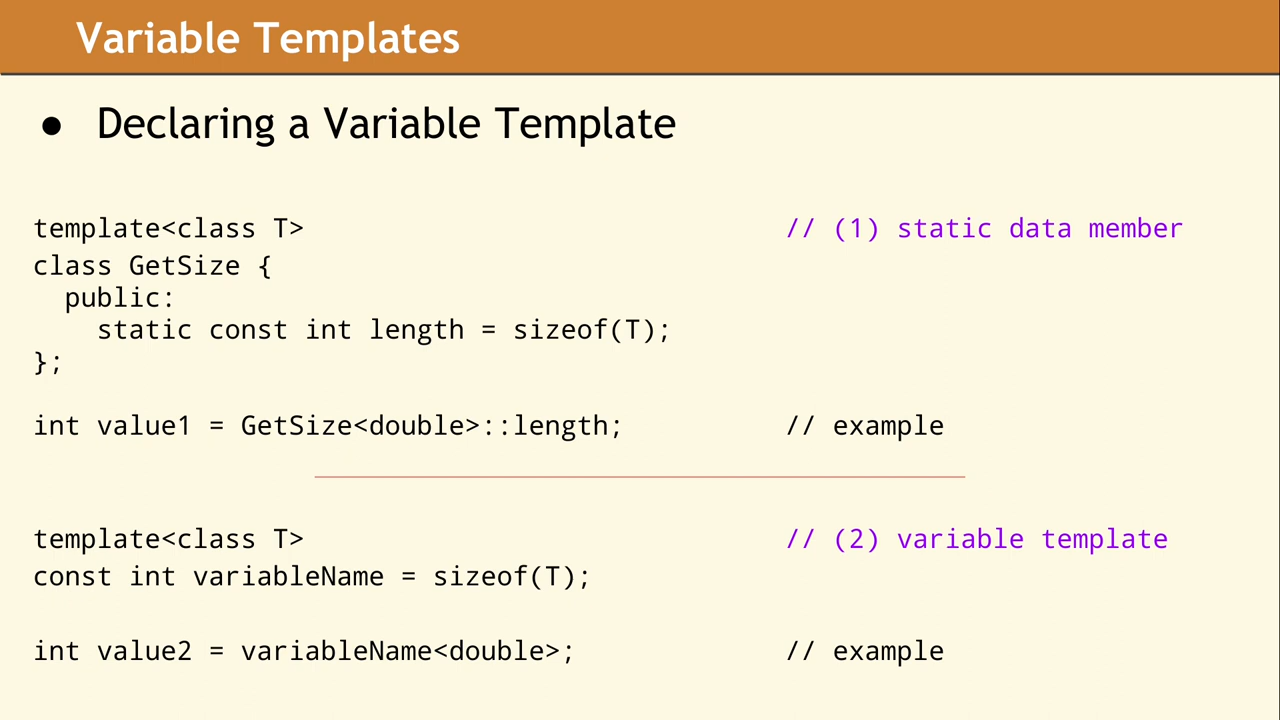 Variable Templates
● Declaring a Variable Template
template<class T> // (1) static data member
class GetSize {
  public:
    static const int length = sizeof(T);
};
int value1 = GetSize<double>::length; // example
template<class T> // (2) variable template
const int variableName = sizeof(T);
int value2 = variableName<double>; // example